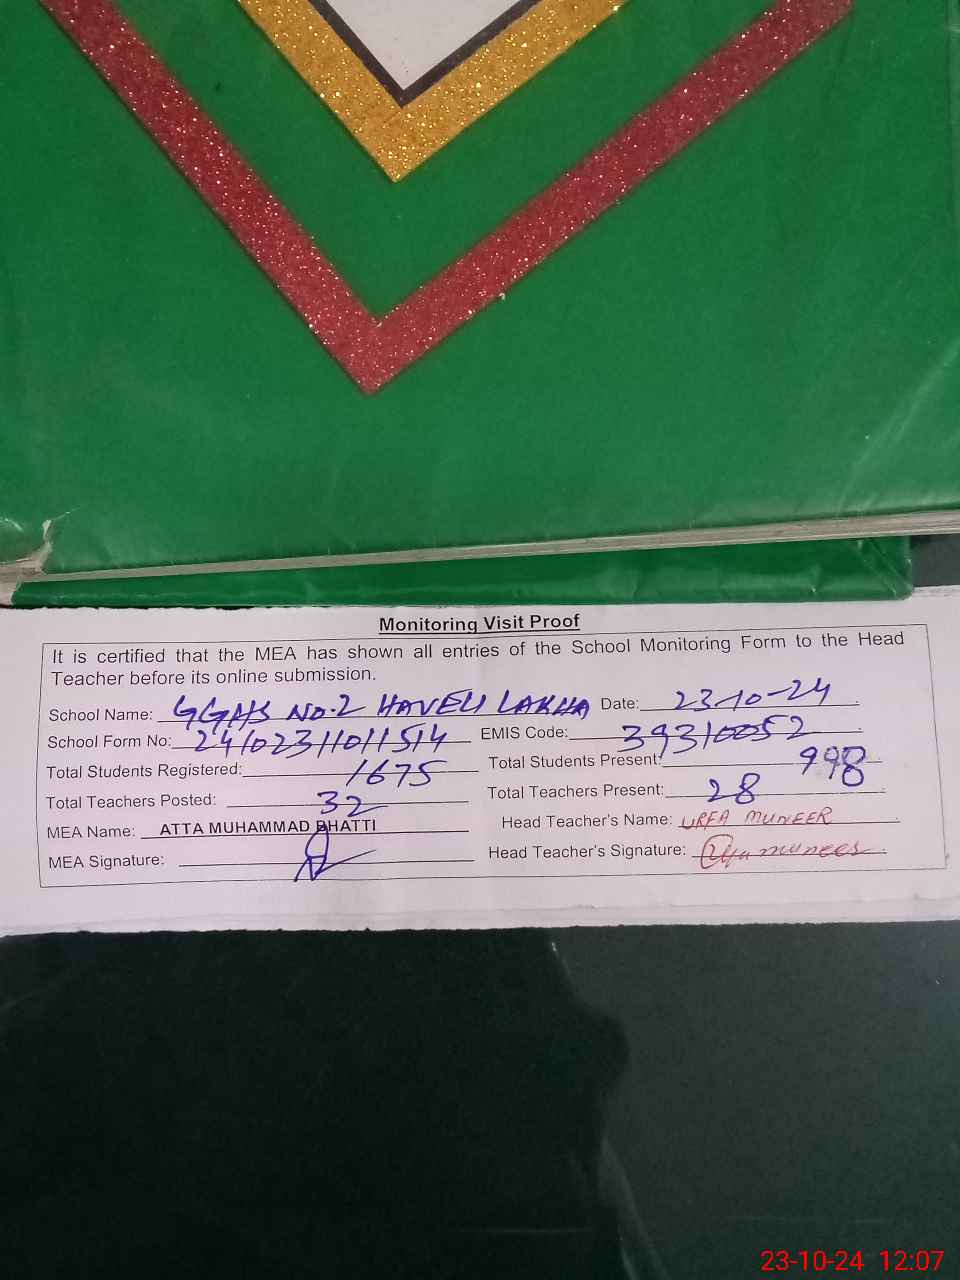 Monitoring Visit Proof
It is certified that the MEA has shown all entries of the School Monitoring Form to the Head
Teacher before its online submission.
School Name: GGHS NO.2 HAVELI LAKHA Date: 23-10-24
School Form No: 24102311011514 EMIS Code: 39310052
Total Students Registered: 1675 Total Students Present: 998
Total Teachers Posted: 32 Total Teachers Present: 28
MEA Name: ATTA MUHAMMAD BHATTI Head Teacher's Name: URFA MUNEER
MEA Signature: Head Teacher's Signature:
23-10-24 12:07